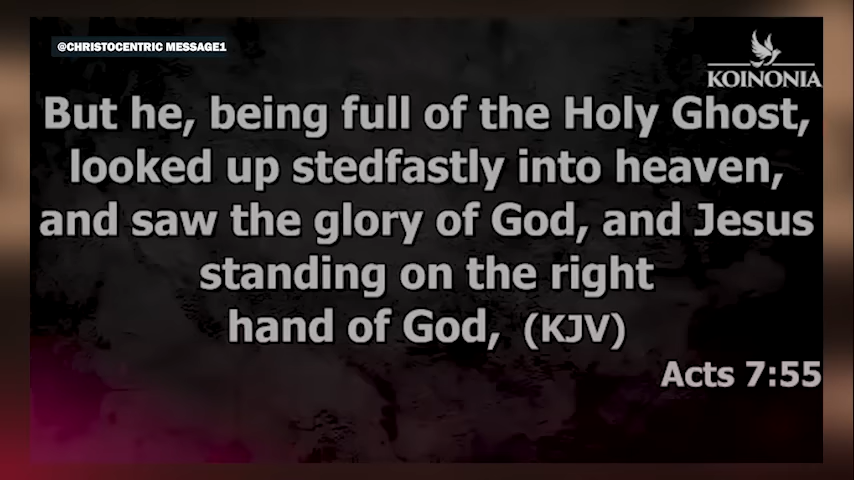 @CHRISTOCENTRIC MESSAGE1
KOINONIA
But he, being full of the Holy Ghost,
looked up stedfastly into heaven,
and saw the glory of God, and Jesus
standing on the right
hand of God, (KJV)
Acts 7:55